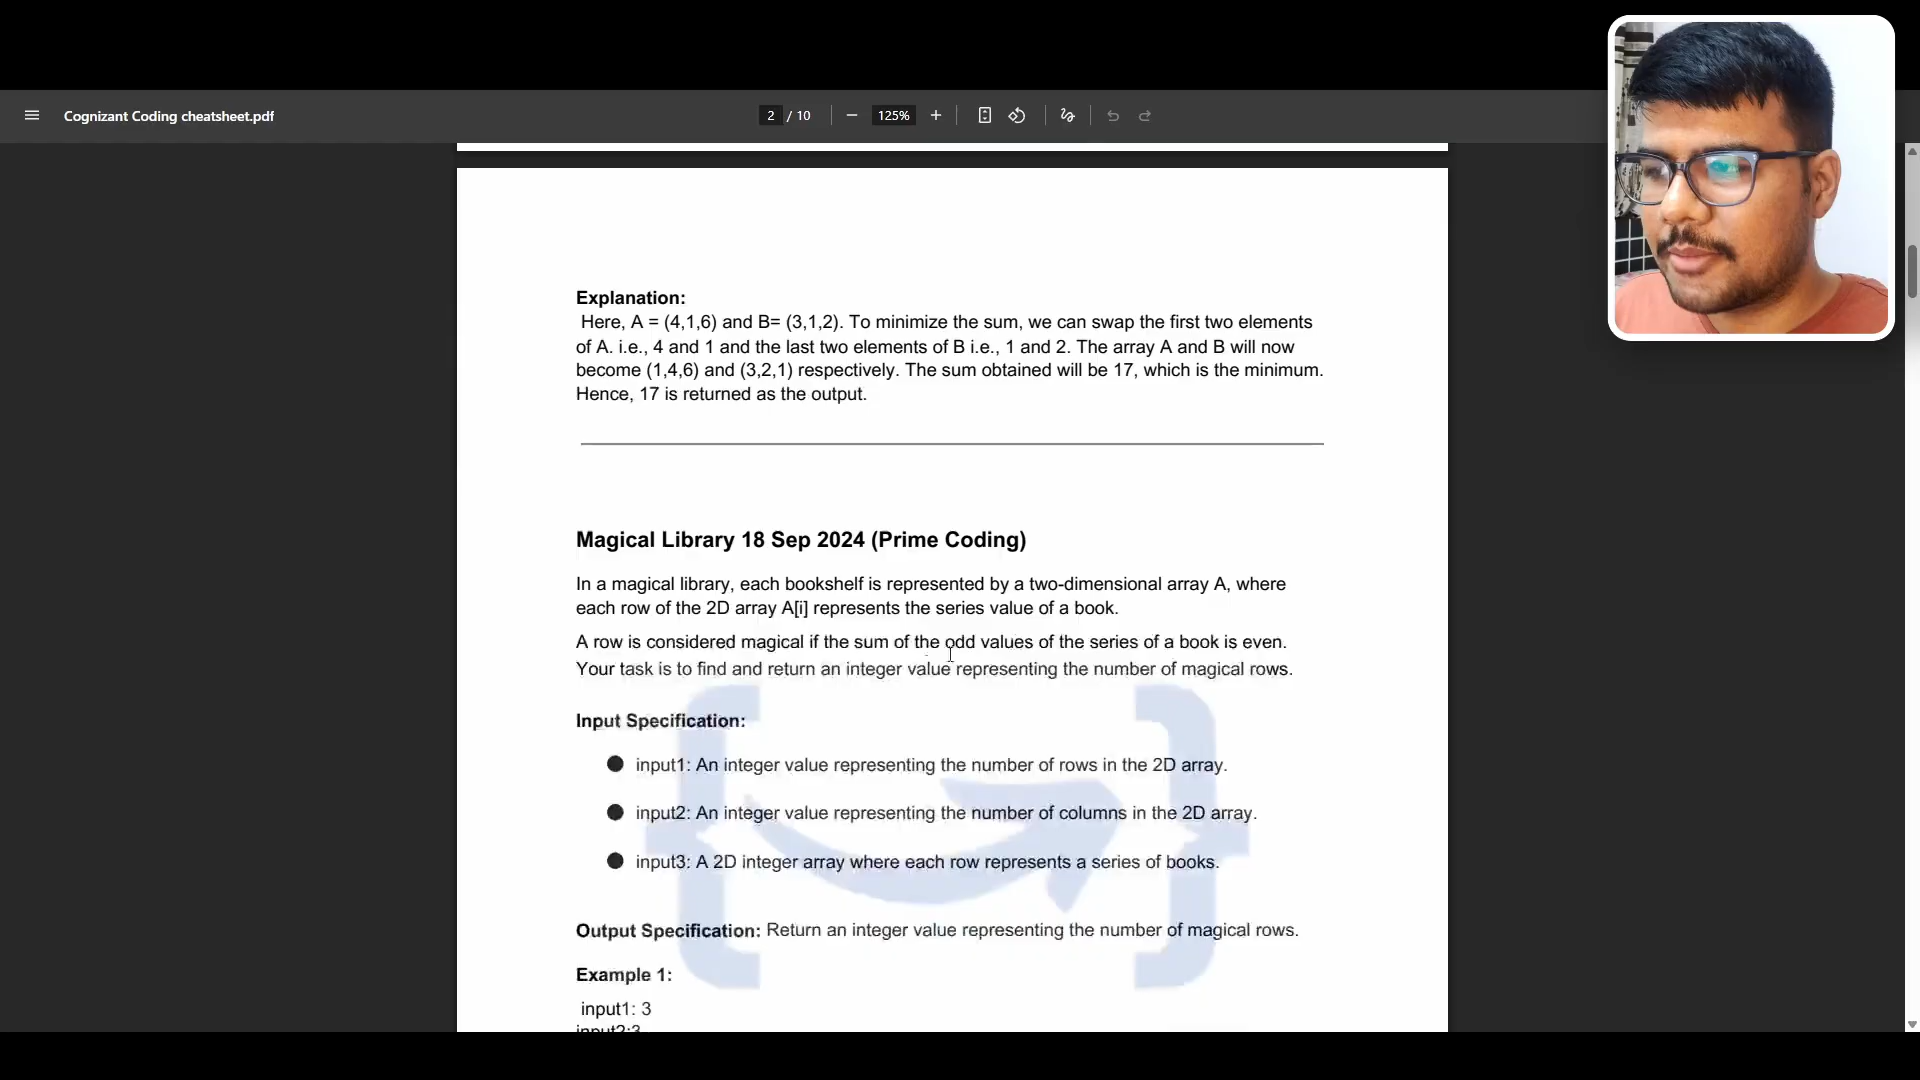 Cognizant Coding cheatsheet.pdf
2 / 10
125%
Explanation:
Here, A = (4,1,6) and B= (3,1,2). To minimize the sum, we can swap the first two elements
of A. i.e., 4 and 1 and the last two elements of B i.e., 1 and 2. The array A and B will now
become (1,4,6) and (3,2,1) respectively. The sum obtained will be 17, which is the minimum.
Hence, 17 is returned as the output.
Magical Library 18 Sep 2024 (Prime Coding)
In a magical library, each bookshelf is represented by a two-dimensional array A, where
each row of the 2D array A[i] represents the series value of a book.
A row is considered magical if the sum of the odd values of the series of a book is even.
Your task is to find and return an integer value representing the number of magical rows.
Input Specification:
input1: An integer value representing the number of rows in the 2D array.
input2: An integer value representing the number of columns in the 2D array.
input3: A 2D integer array where each row represents a series of books.
Output Specification: Return an integer value representing the number of magical rows.
Example 1:
input1: 3
input2:3